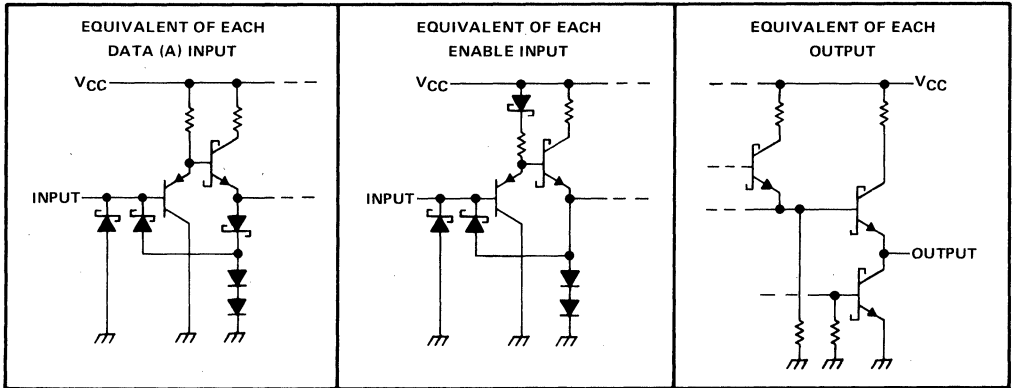 EQUIVALENT OF EACH
DATA (A) INPUT
VCC
INPUT
EQUIVALENT OF EACH
ENABLE INPUT
VCC
INPUT
EQUIVALENT OF EACH
OUTPUT
VCC
OUTPUT